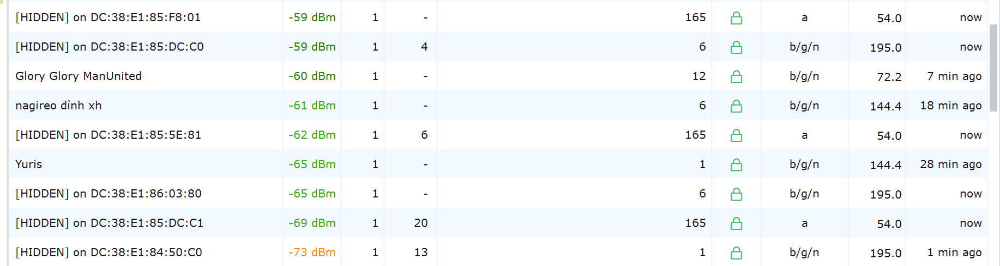 [HIDDEN] on DC:38:E1:85:F8:01 -59 dBm 1 - 165 a 54.0 now
[HIDDEN] on DC:38:E1:85:DC:C0 -59 dBm 1 4 6 b/g/n 195.0 now
Glory Glory ManUnited -60 dBm 1 - 12 b/g/n 72.2 7 min ago
nagireo đỉnh xh -61 dBm 1 - 6 b/g/n 144.4 18 min ago
[HIDDEN] on DC:38:E1:85:5E:81 -62 dBm 1 6 165 a 54.0 now
Yuris -65 dBm 1 - 1 b/g/n 144.4 28 min ago
[HIDDEN] on DC:38:E1:86:03:80 -65 dBm 1 - 6 b/g/n 195.0 now
[HIDDEN] on DC:38:E1:85:DC:C1 -69 dBm 1 20 165 a 54.0 now
[HIDDEN] on DC:38:E1:84:50:C0 -73 dBm 1 13 1 b/g/n 195.0 1 min ago